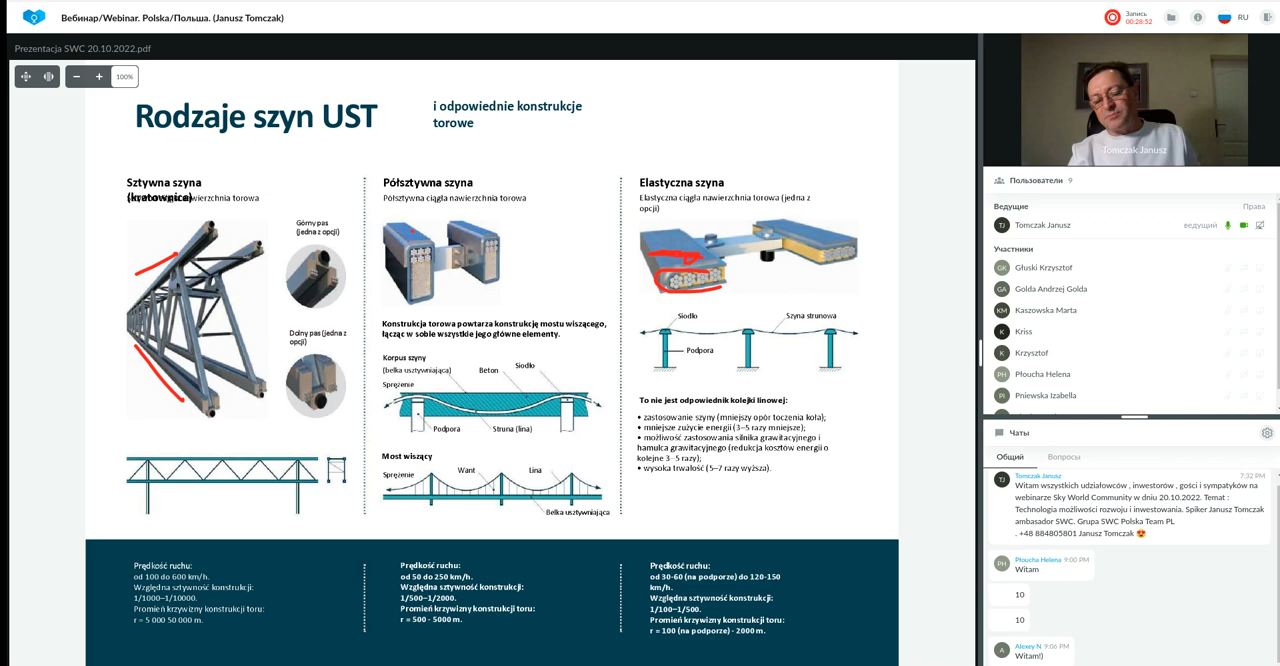 Вебинар/Webinar. Polska/Польша. (Janusz Tomczak)
Запись
00:28:52
RU
Prezentacja SWC 20.10.2022.pdf
100%
Rodzaje szyn UST
i odpowiednie konstrukcje
torowe
Sztywna szyna
(kratownica)
nawierzchnia torowa
Górny pas
(jedna z opcji)
Dolny pas (jedna z
opcji)
Półsztywna szyna
Półsztywna ciągła nawierzchnia torowa
Konstrukcja torowa powtarza konstrukcję mostu wiszącego,
łącząc w sobie wszystkie jego główne elementy.
Korpus szyny
(belka usztywniająca)
Beton
Siodło
Sprężenie
Podpora
Struna (lina)
Most wiszący
Sprężenie
Want
Lina
Belka usztywniająca
Elastyczna szyna
Elastyczna ciągła nawierzchnia torowa (jedna z
opcji)
Siodło
Szyna strunowa
Podpora
To nie jest odpowiednik kolejki linowej:
• zastosowanie szyny (mniejszy opór toczenia koła);
• mniejsze zużycie energii (3–5 razy mniejsze);
• możliwość zastosowania silnika grawitacyjnego i
hamulca grawitacyjnego (redukcja kosztów energii o
kolejne 3–5 razy);
• wysoka trwałość (5–7 razy wyższa).
Prędkość ruchu:
od 100 do 600 km/h.
Względna sztywność konstrukcji:
1/1000–1/10000.
Promień krzywizny konstrukcji toru:
r = 5 000 50 000 m.
Prędkość ruchu:
od 50 do 250 km/h.
Względna sztywność konstrukcji:
1/500–1/2000.
Promień krzywizny konstrukcji toru:
r = 500 - 5000 m.
Prędkość ruchu:
od 30-60 (na podporze) do 120-150
km/h.
Względna sztywność konstrukcji:
1/100–1/500.
Promień krzywizny konstrukcji toru:
r = 100 (na podporze) - 2000 m.
Tomczak Janusz
Пользователи 9
Ведущие
Права
TJ Tomczak Janusz ведущий
Участники
GK Głuski Krzysztof
GA Golda Andrzej Golda
KM Kaszowska Marta
K Kriss
K Krzysztof
PH Płoucha Helena
PI Pniewska Izabella
Чаты
Общий
Вопросы
TJ Tomczak Janusz 7:32 PM
Witam wszystkich udziałowców , inwestorów , gości i sympatyków na
webinarze Sky World Community w dniu 20.10.2022. Temat :
Technologia możliwości rozwoju i inwestowania. Spiker Janusz Tomczak
ambasador SWC. Grupa SWC Polska Team PL
. +48 884805801 Janusz Tomczak 😍
PH Płoucha Helena 9:00 PM
Witam
10
10
A Alexey N 9:06 PM
Witam!)